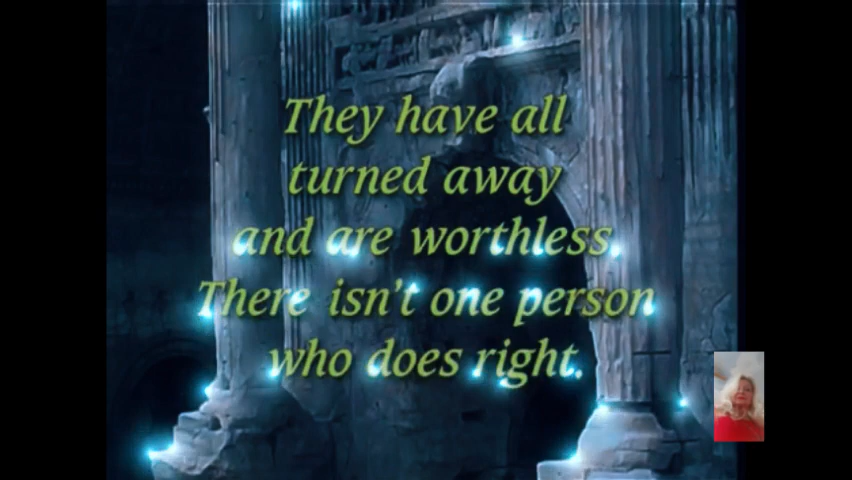 They have all
turned away
and are worthless.
There isn't one person
who does right.